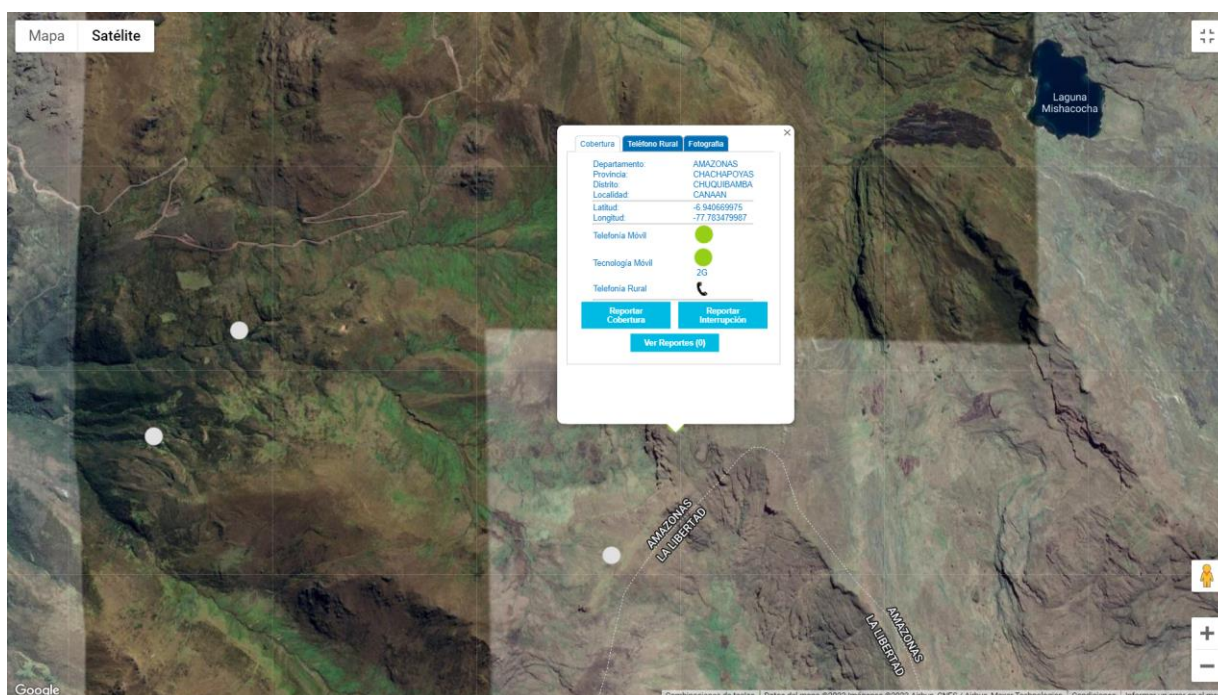 Mapa Satélite
Laguna
Mishacocha
Cobertura Teléfono Rural Fotografía
Departamento: AMAZONAS
Provincia: CHACHAPOYAS
Distrito: CHUQUIBAMBA
Localidad: CANAAN
Latitud: -6.940669975
Longitud: -77.783479987
Telefonía Móvil
Tecnología Móvil
2G
Telefonía Rural
Reportar
Cobertura
Reportar
Interrupción
Ver Reportes (0)
AMAZONAS
LA LIBERTAD
AMAZONAS
LA LIBERTAD
Google